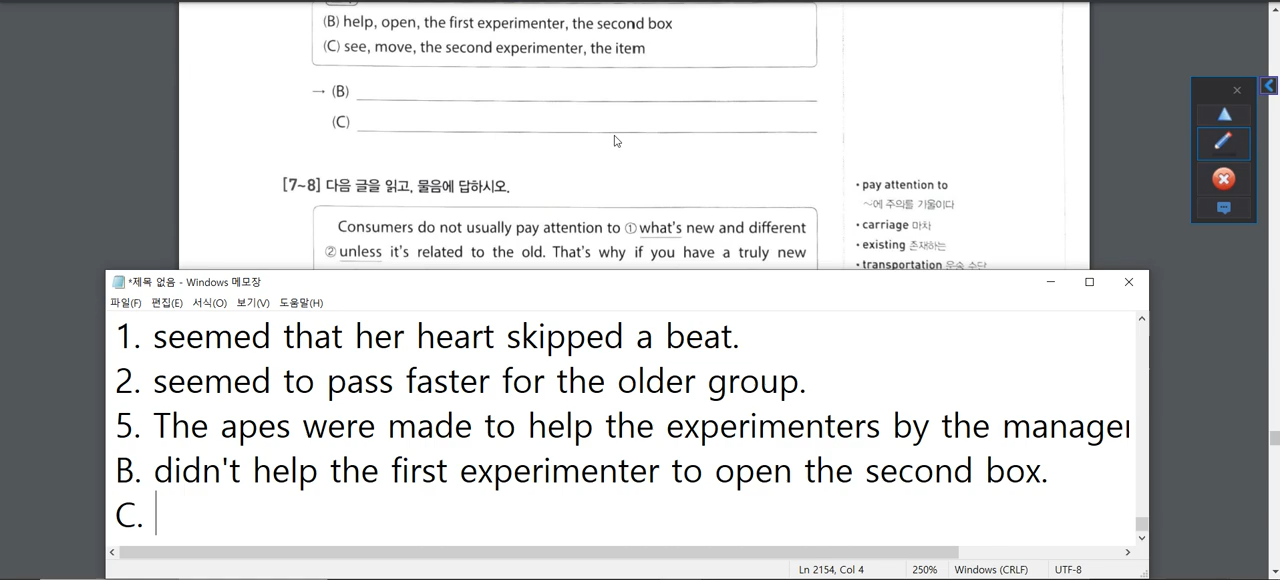 (B) help, open, the first experimenter, the second box
(C) see, move, the second experimenter, the item
→ (B)
(C)
[7~8] 다음 글을 읽고, 물음에 답하시오.
Consumers do not usually pay attention to ① what's new and different
② unless it's related to the old. That's why if you have a truly new
• pay attention to
~에 주의를 기울이다
• carriage 마차
• existing 존재하는
• transportation 운송 수단
*제목 없음 - Windows 메모장
파일(F) 편집(E) 서식(O) 보기(V) 도움말(H)
1. seemed that her heart skipped a beat.
2. seemed to pass faster for the older group.
5. The apes were made to help the experimenters by the manager
B. didn't help the first experimenter to open the second box.
C.
Ln 2154, Col 4 250% Windows (CRLF) UTF-8